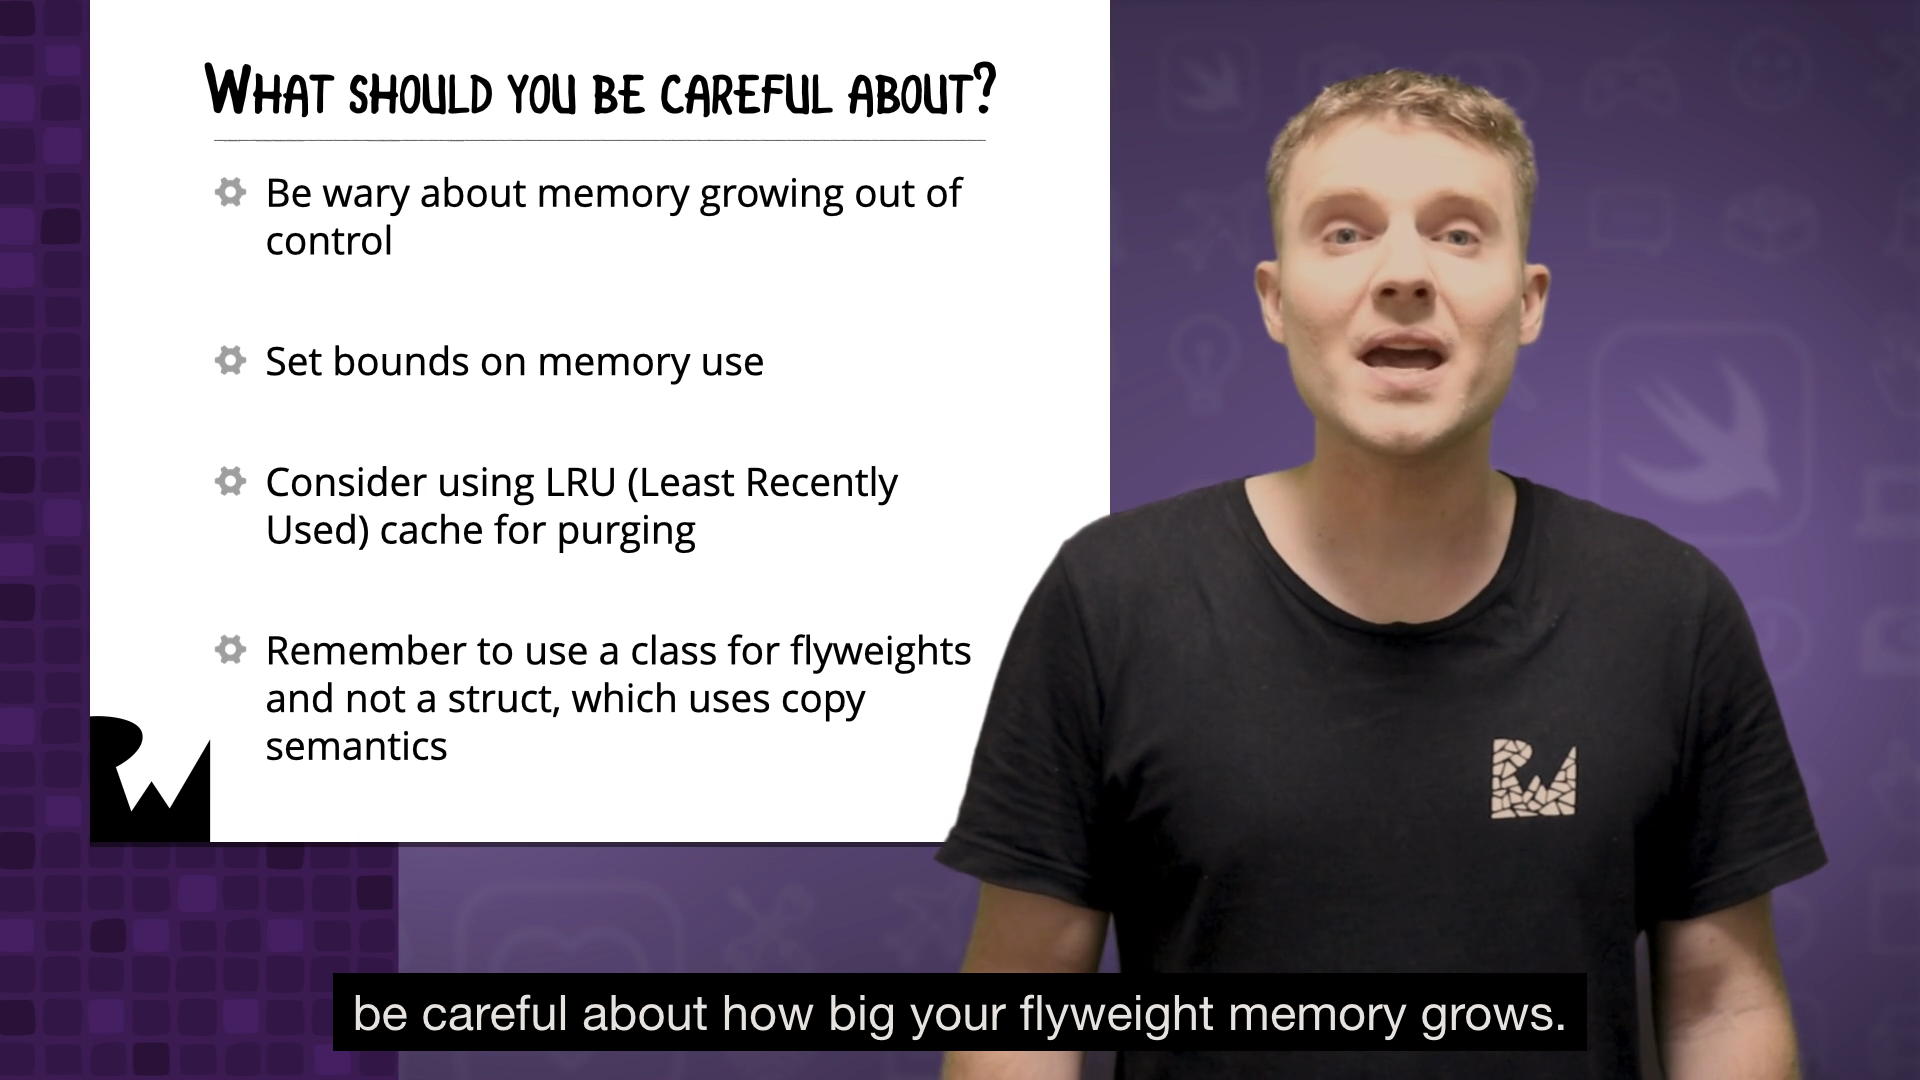 What should you be careful about?
Be wary about memory growing out of
control
Set bounds on memory use
Consider using LRU (Least Recently
Used) cache for purging
Remember to use a class for flyweights
and not a struct, which uses copy
semantics
RW
RW
be careful about how big your flyweight memory grows.